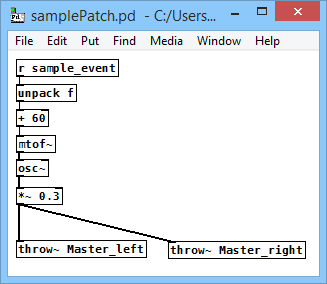 samplePatch.pd - C:/Users...
File Edit Put Find Media Window Help
r sample_event
unpack f
+ 60
mtof~
osc~
*~ 0.3
throw~ Master_left
throw~ Master_right